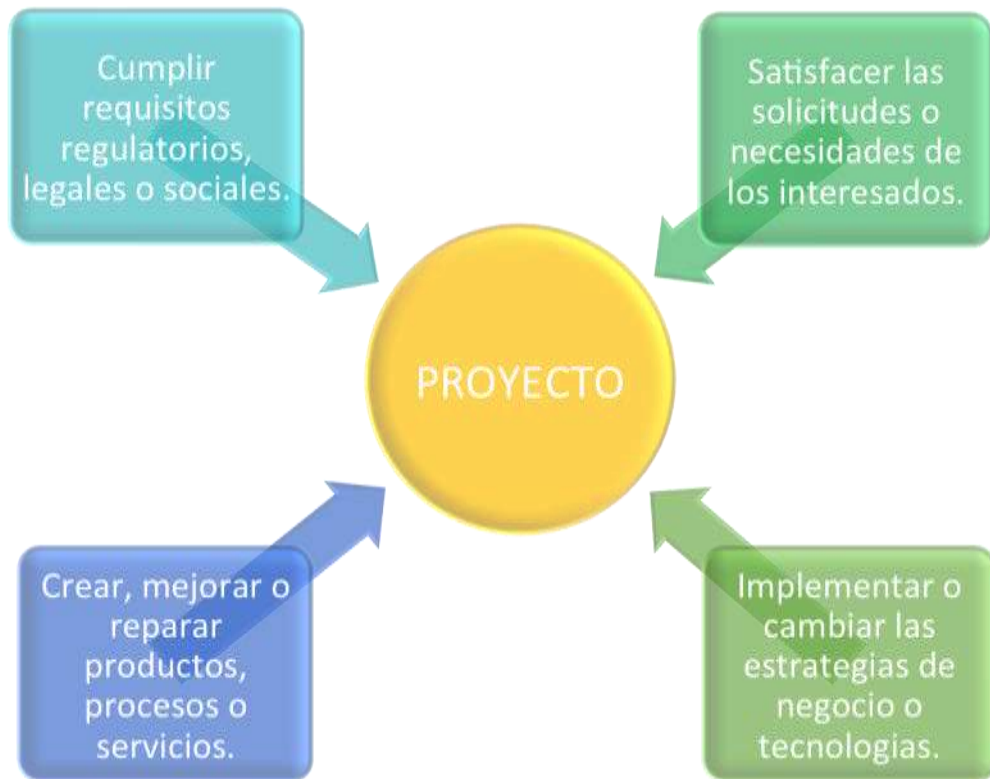 Cumplir
requisitos
regulatorios,
legales o sociales.
Satisfacer las
solicitudes o
necesidades de
los interesados.
PROYECTO
Crear, mejorar o
reparar
productos,
procesos o
servicios.
Implementar o
cambiar las
estrategias de
negocio o
tecnologias.